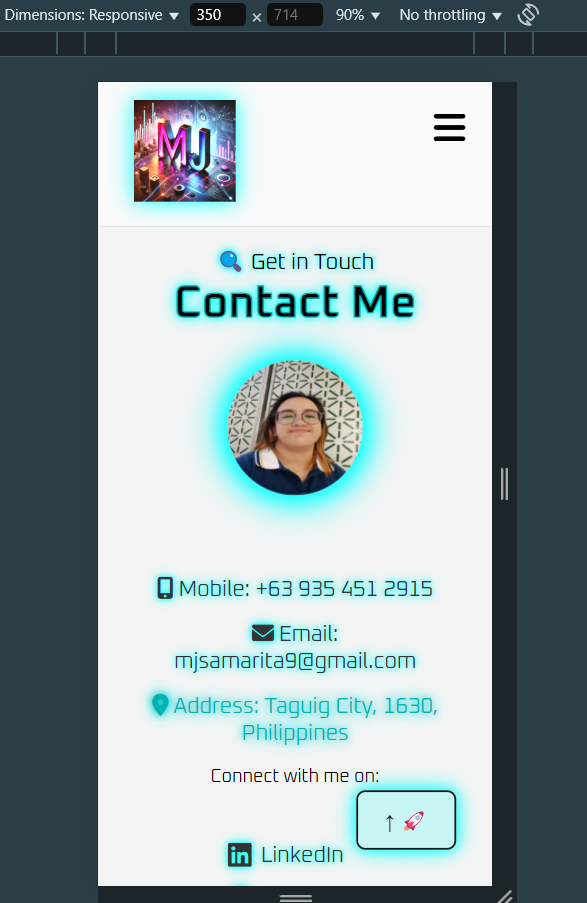 Dimensions: Responsive ▼ 350 × 714 90% ▼ No throttling ▼
MJ
Get in Touch
Contact Me
Mobile: +63 935 451 2915
Email:
mjsamarita9@gmail.com
Address: Taguig City, 1630,
Philippines
Connect with me on:
↑ 🚀
LinkedIn